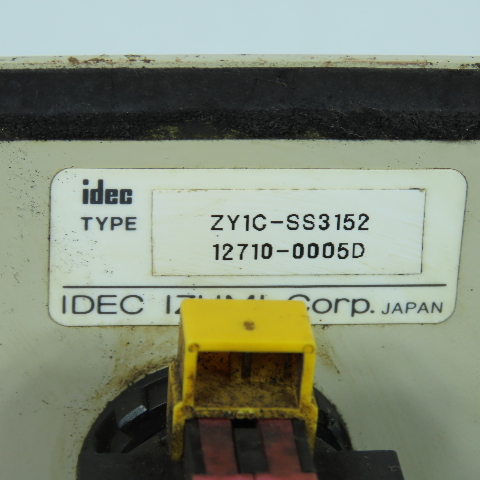 idec
TYPE ZY1C-SS3152
12710-0005D
IDEC IZUMI Corp. JAPAN